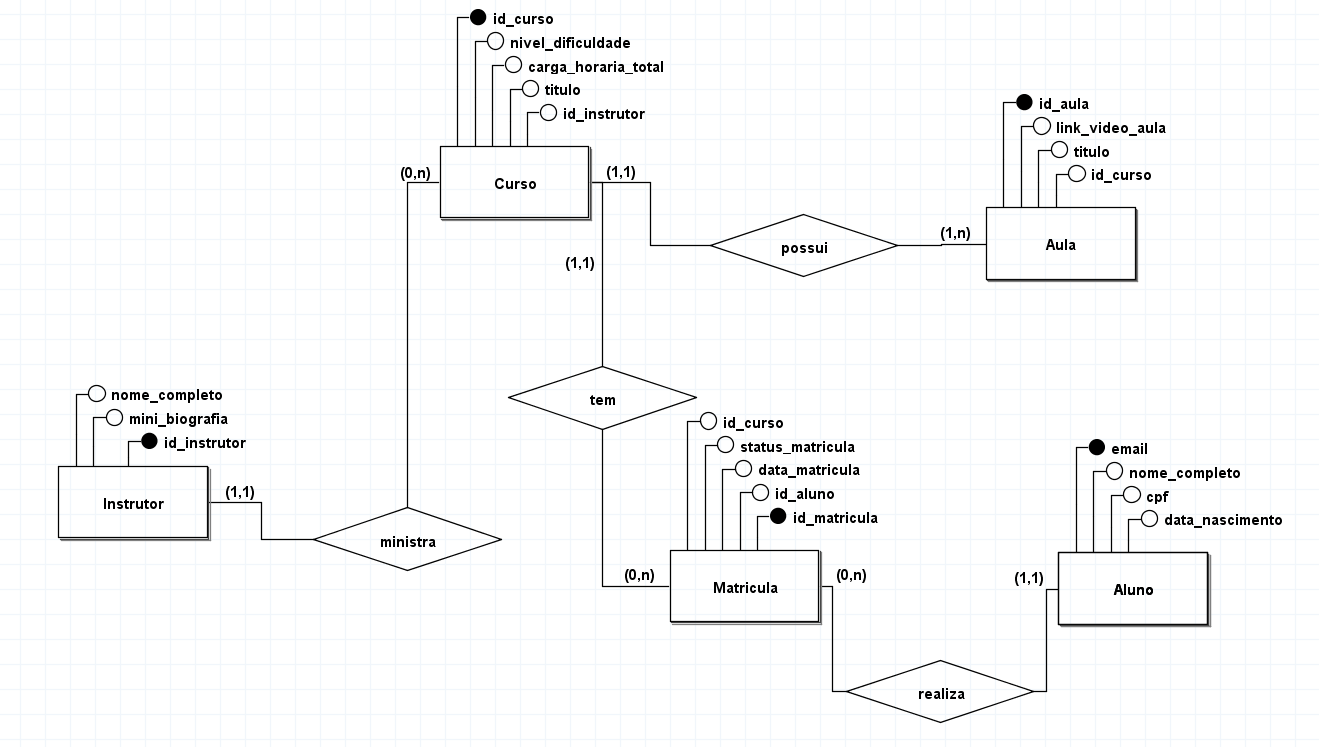 id_curso
nivel_dificuldade
carga_horaria_total
titulo
id_instrutor
(0,n)
Curso
(1,1)
(1,1)
possui
id_aula
link_video_aula
titulo
id_curso
(1,n)
Aula
nome_completo
mini_biografia
id_instrutor
Instrutor
(1,1)
ministra
tem
id_curso
status_matricula
data_matricula
id_aluno
id_matricula
(0,n)
Matricula
(0,n)
email
nome_completo
cpf
data_nascimento
(1,1)
Aluno
realiza